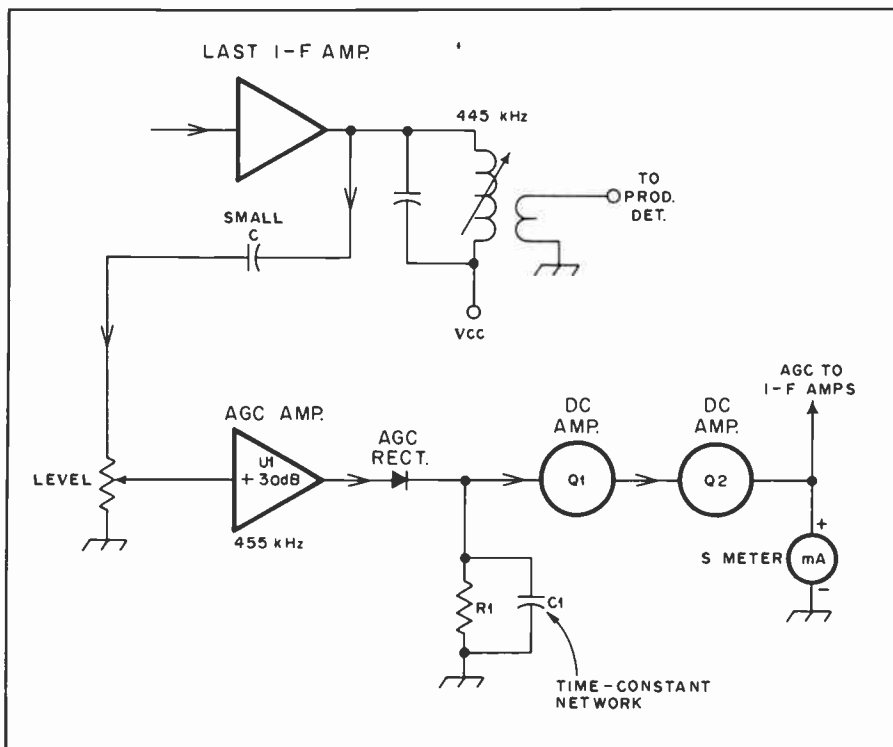 LAST I-F AMP.
445 kHz
TO
PROD.
DET.
SMALL
C
VCC
AGC TO
I-F AMPS
AGC AMP.
AGC
RECT.
DC
AMP.
DC
AMP.
LEVEL
U1
+30dB
Q1
Q2
455 kHz
+
S METER
mA
-
R1
C1
TIME-CONSTANT
NETWORK